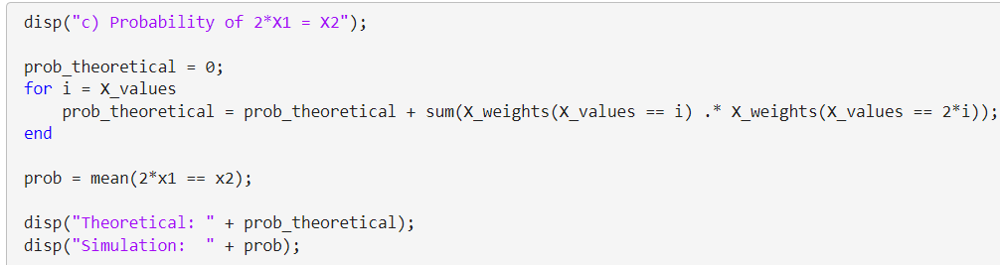 disp("c) Probability of 2*X1 = X2");
prob_theoretical = 0;
for i = X_values
prob_theoretical = prob_theoretical + sum(X_weights(X_values == i) .* X_weights(X_values == 2*i));
end
prob = mean(2*x1 == x2);
disp("Theoretical: " + prob_theoretical);
disp("Simulation:  " + prob);